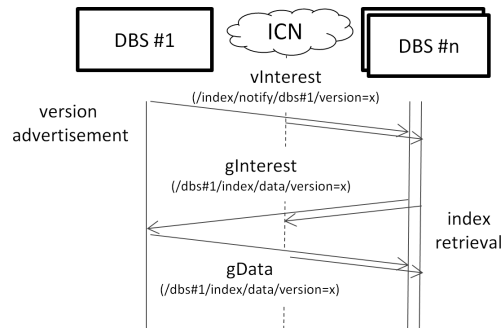 DBS #1
ICN
DBS #n
vInterest
(/index/notify/dbs#1/version=x)
version
advertisement
gInterest
(/dbs#1/index/data/version=x)
index
retrieval
gData
(/dbs#1/index/data/version=x)